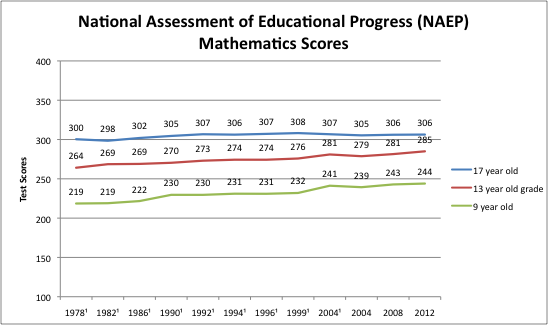 National Assessment of Educational Progress (NAEP)
Mathematics Scores
400
350
300
250
200
150
100
Test Scores
300 298 302 305 307 306 307 308 307 305 306 306
264 269 269 270 273 274 274 276 281 279 281 285
219 219 222 230 230 231 231 232 241 239 243 244
17 year old
13 year old grade
9 year old
1978¹ 1982¹ 1986¹ 1990¹ 1992¹ 1994¹ 1996¹ 1999¹ 2004¹ 2004 2008 2012